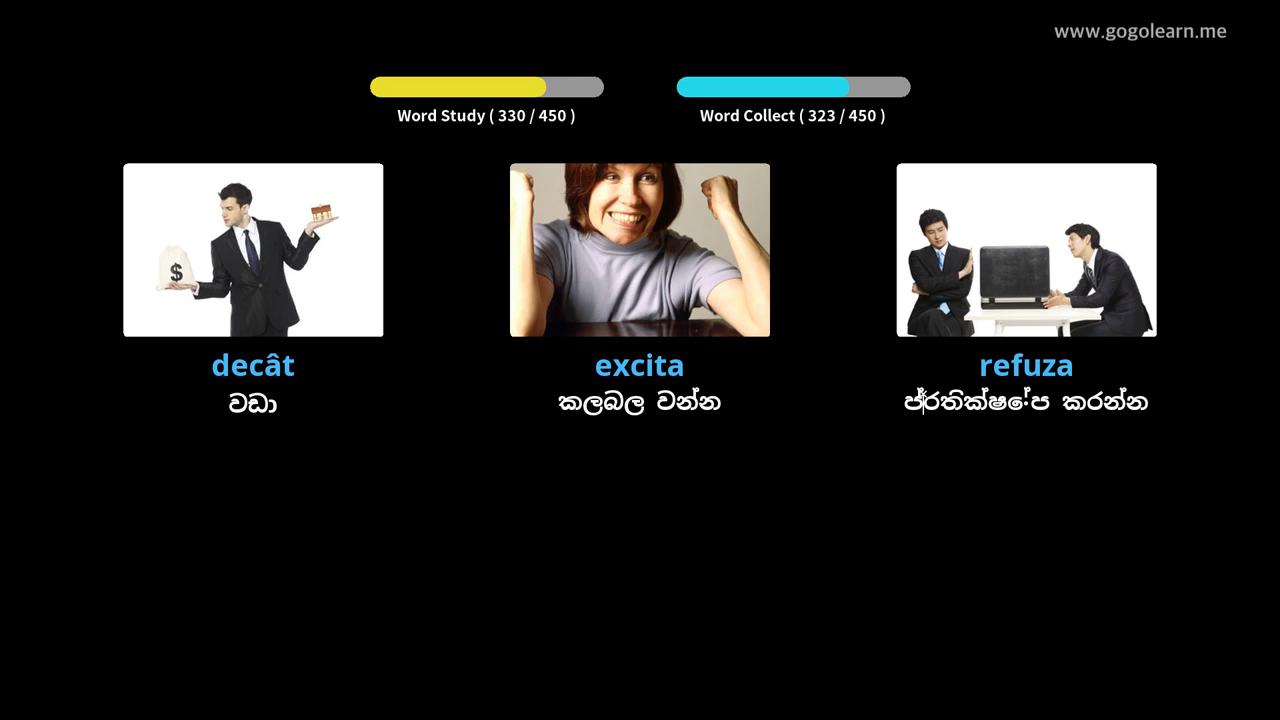 www.gogolearn.me
Word Study ( 330 / 450 )
Word Collect ( 323 / 450 )
$
decât
excita
refuza
වඩා
කලබල වන්න
ප්‍රතික්ෂේප කරන්න